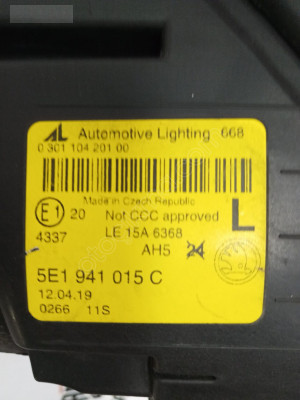 AL Automotive Lighting 668
0 301 104 201 00
Made in Czech Republic
E1 20 Not CCC approved L
4337 LE 15A 6368
AH5 24
5E1 941 015 C
12.04.19
0266 11S